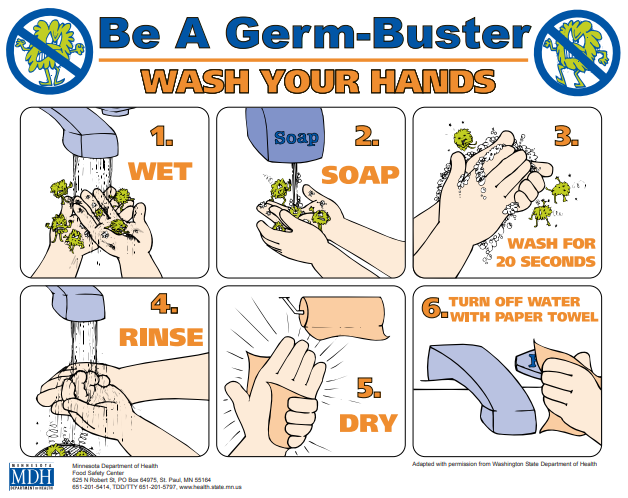 Be A Germ-Buster
WASH YOUR HANDS
1.
WET
Soap
2.
SOAP
3.
WASH FOR
20 SECONDS
4.
RINSE
5.
DRY
6. TURN OFF WATER
WITH PAPER TOWEL
MINNESOTA
MDH
DEPARTMENT OF HEALTH
Minnesota Department of Health
Food Safety Center
625 N Robert St, PO Box 64975, St. Paul, MN 55164
651-201-5414, TDD/TTY 651-201-5797, www.health.state.mn.us
Adapted with permission from Washington State Department of Health